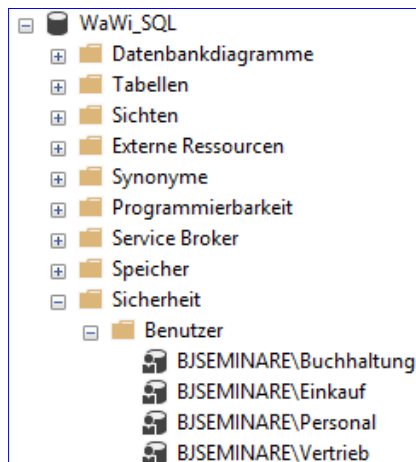 WaWi_SQL
Datenbankdiagramme
Tabellen
Sichten
Externe Ressourcen
Synonyme
Programmierbarkeit
Service Broker
Speicher
Sicherheit
Benutzer
BJSEMINARE\Buchhaltung
BJSEMINARE\Einkauf
BJSEMINARE\Personal
BJSEMINARE\Vertrieb